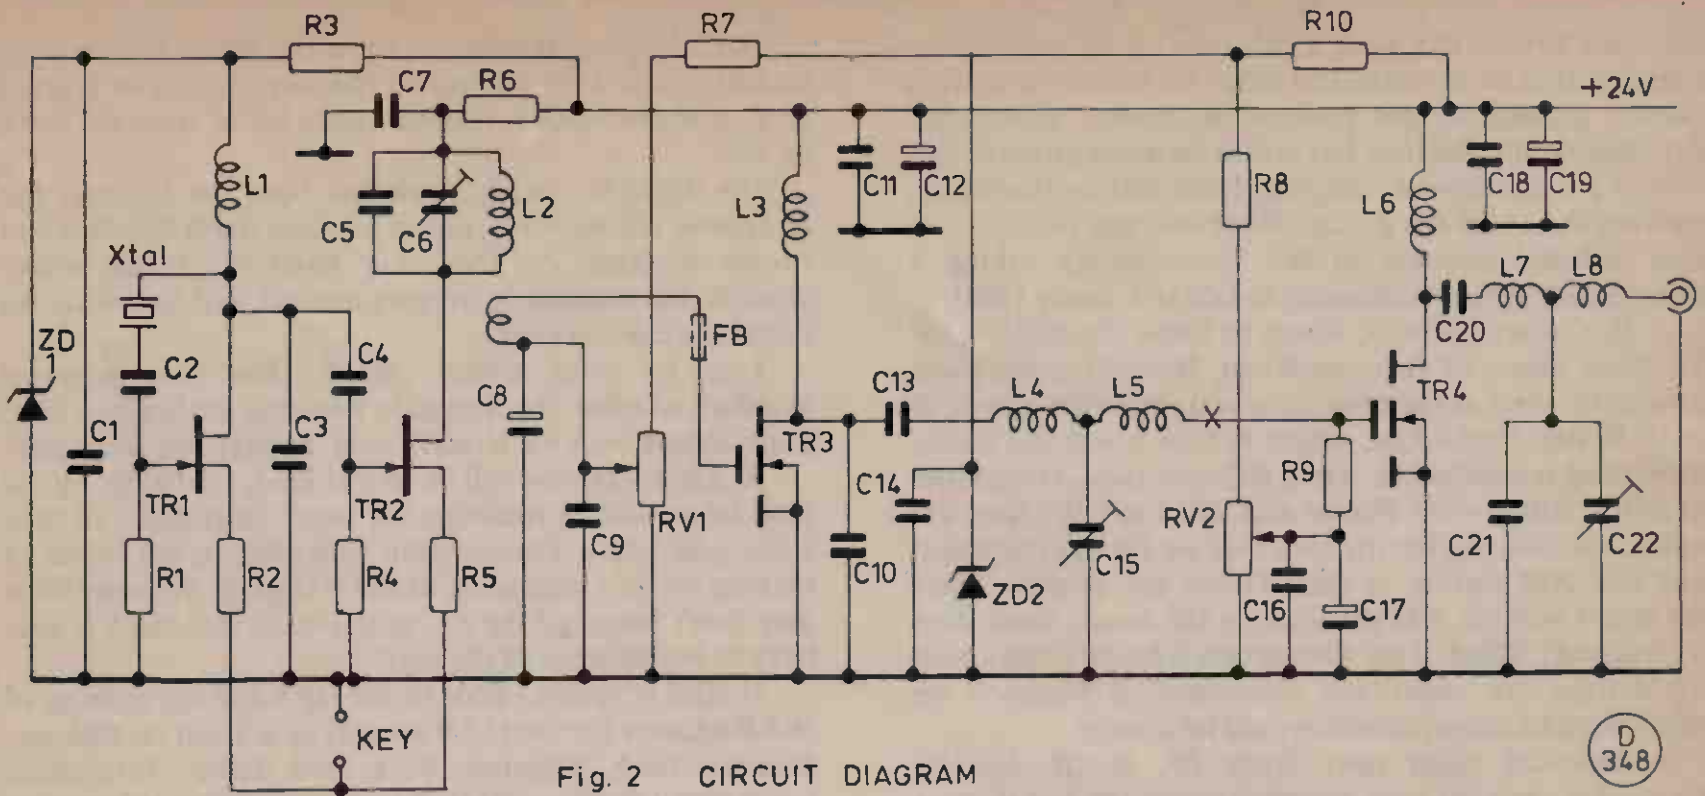 R3
R7
R10
C7
R6
+24V
L1
C5
C6
L2
L3
C11
C12
R8
L6
C18
C19
Xtal
L7
L8
ZD
1
C2
C4
FB
C20
C8
C13
L4
L5
X
TR4
C1
TR1
C3
TR2
TR3
C14
R9
C9
RV1
RV2
C21
C22
R1
R2
R4
R5
C10
ZD2
C15
C16
C17
KEY
Fig. 2 CIRCUIT DIAGRAM
D
348